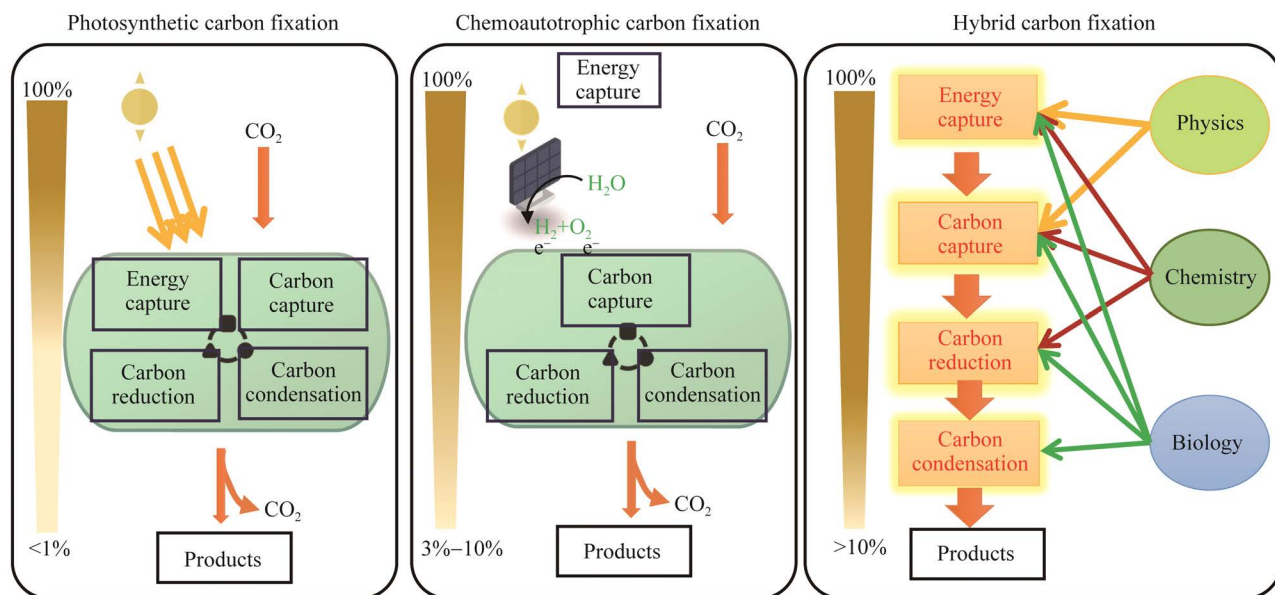 Photosynthetic carbon fixation
100%
CO₂
Energy
capture
Carbon
capture
Carbon
reduction
Carbon
condensation
CO₂
<1%
Products
Chemoautotrophic carbon fixation
Energy
capture
100%
CO₂
H₂O
H₂+O₂
e⁻ e⁻
Carbon
capture
Carbon
reduction
Carbon
condensation
CO₂
3%–10%
Products
Hybrid carbon fixation
100%
Energy
capture
Physics
Carbon
capture
Chemistry
Carbon
reduction
Carbon
condensation
Biology
>10%
Products